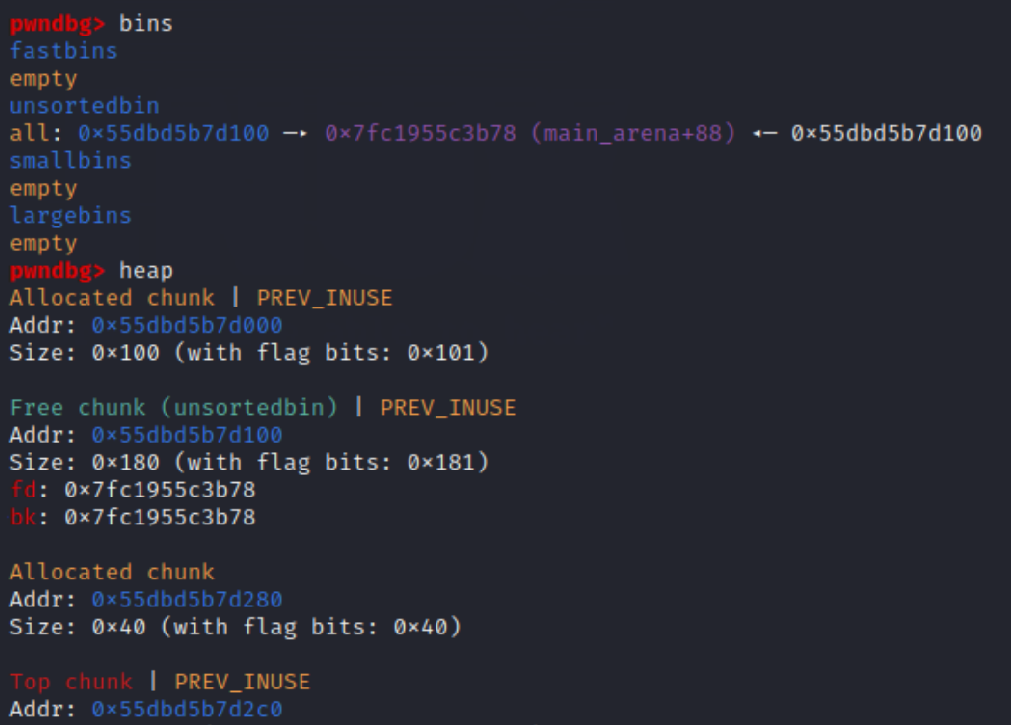 pwndbg> bins
fastbins
empty
unsortedbin
all: 0×55dbd5b7d100 —▸ 0×7fc1955c3b78 (main_arena+88) ◂— 0×55dbd5b7d100
smallbins
empty
largebins
empty
pwndbg> heap
Allocated chunk | PREV_INUSE
Addr: 0×55dbd5b7d000
Size: 0×100 (with flag bits: 0×101)
Free chunk (unsortedbin) | PREV_INUSE
Addr: 0×55dbd5b7d100
Size: 0×180 (with flag bits: 0×181)
fd: 0×7fc1955c3b78
bk: 0×7fc1955c3b78
Allocated chunk
Addr: 0×55dbd5b7d280
Size: 0×40 (with flag bits: 0×40)
Top chunk | PREV_INUSE
Addr: 0×55dbd5b7d2c0